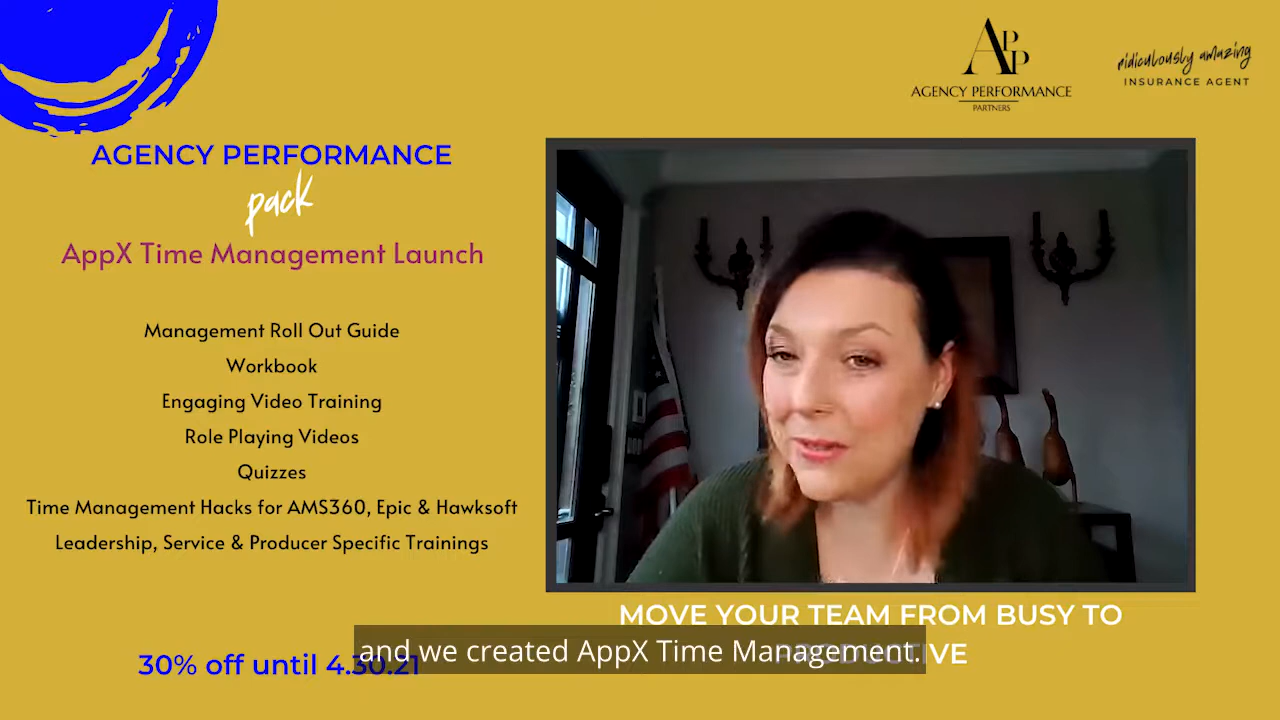 APP
AGENCY PERFORMANCE
PARTNERS
ridiculously amazing
INSURANCE AGENT
AGENCY PERFORMANCE
pack
AppX Time Management Launch
Management Roll Out Guide
Workbook
Engaging Video Training
Role Playing Videos
Quizzes
Time Management Hacks for AMS360, Epic & Hawksoft
Leadership, Service & Producer Specific Trainings
30% off until 4.30.21
MOVE YOUR TEAM FROM BUSY TO
PRODUCTIVE
and we created AppX Time Management.